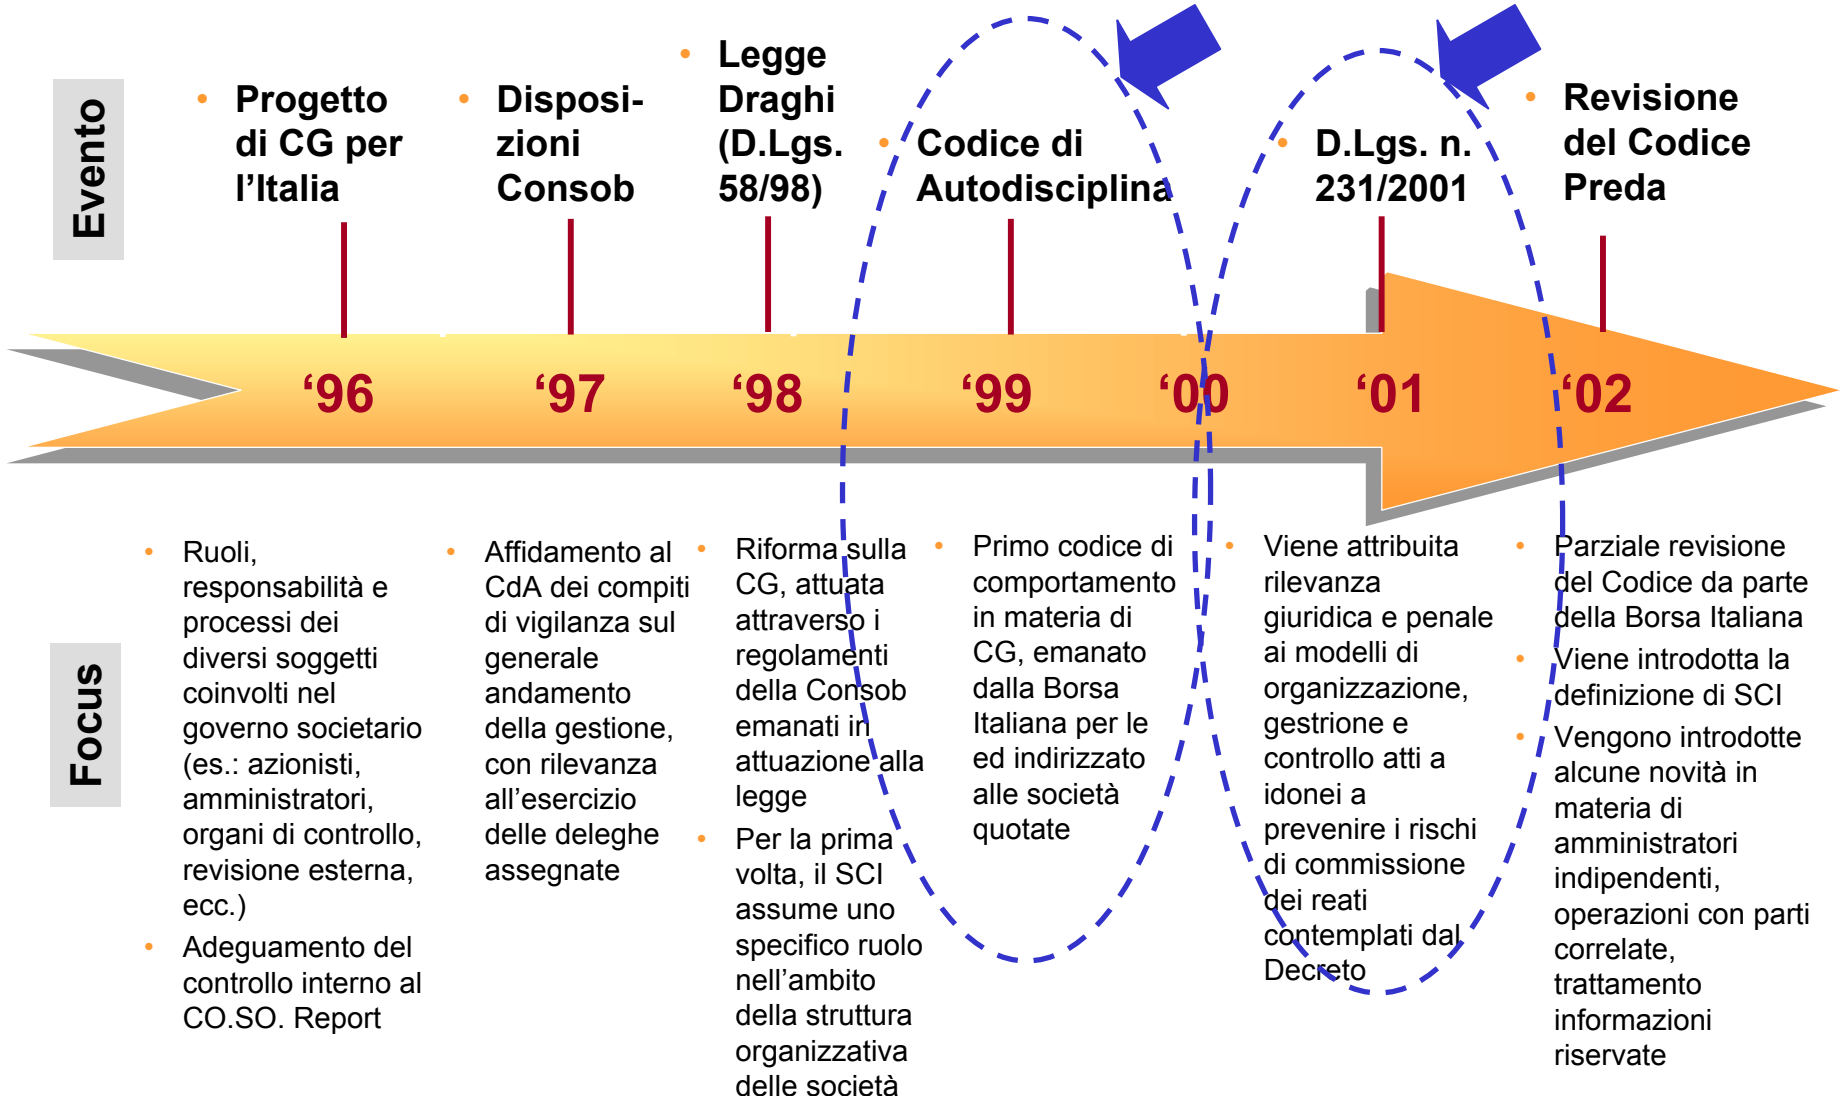 Evento
• Progetto
di CG per
l’Italia
• Disposi-
zioni
Consob
• Legge
Draghi
(D.Lgs.
58/98)
• Codice di
Autodisciplina
• D.Lgs. n.
231/2001
• Revisione
del Codice
Preda
‘96
‘97
‘98
‘99
‘00
‘01
‘02
Focus
• Ruoli,
responsabilità e
processi dei
diversi soggetti
coinvolti nel
governo societario
(es.: azionisti,
amministratori,
organi di controllo,
revisione esterna,
ecc.)
• Adeguamento del
controllo interno al
CO.SO. Report
• Affidamento al
CdA dei compiti
di vigilanza sul
generale
andamento
della gestione,
con rilevanza
all’esercizio
delle deleghe
assegnate
• Riforma sulla
CG, attuata
attraverso i
regolamenti
della Consob
emanati in
attuazione alla
legge
• Per la prima
volta, il SCI
assume uno
specifico ruolo
nell’ambito
della struttura
organizzativa
delle società
• Primo codice di
comportamento
in materia di
CG, emanato
dalla Borsa
Italiana per le
ed indirizzato
alle società
quotate
• Viene attribuita
rilevanza
giuridica e penale
ai modelli di
organizzazione,
gestrione e
controllo atti a
idonei a
prevenire i rischi
di commissione
dei reati
contemplati dal
Decreto
• Parziale revisione
del Codice da parte
della Borsa Italiana
• Viene introdotta la
definizione di SCI
• Vengono introdotte
alcune novità in
materia di
amministratori
indipendenti,
operazioni con parti
correlate,
trattamento
informazioni
riservate